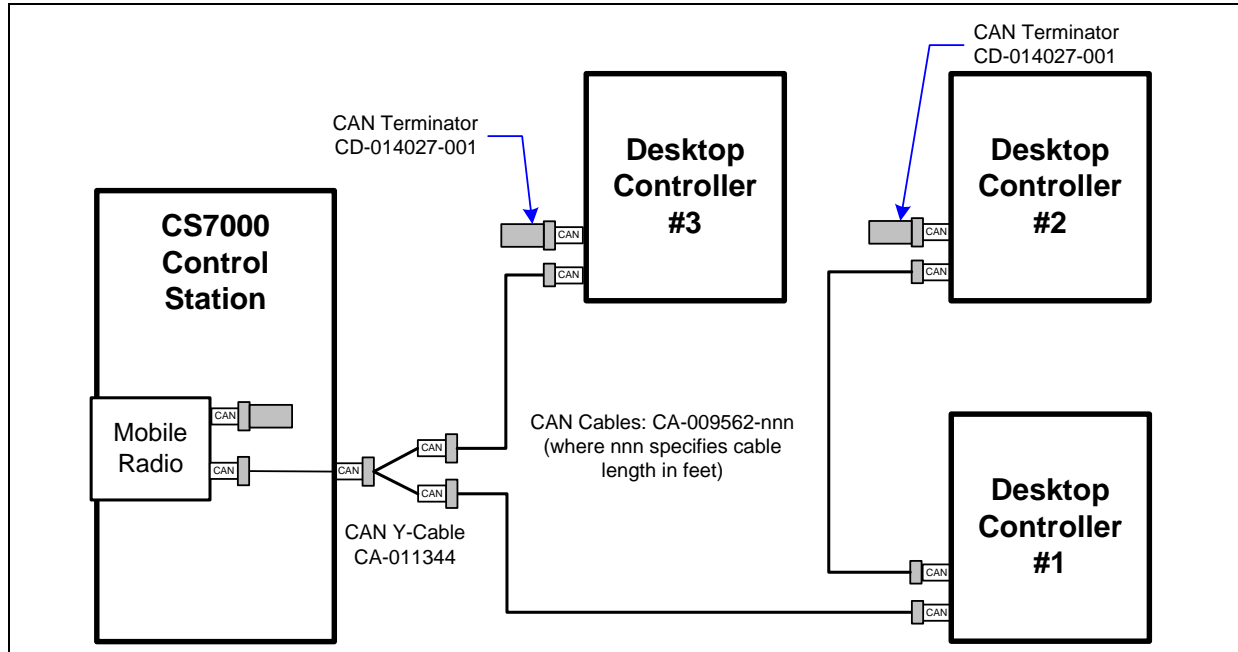 CAN Terminator
CD-014027-001
CAN Terminator
CD-014027-001
Desktop
Controller
#3
CAN
CAN
Desktop
Controller
#2
CAN
CAN
CS7000
Control
Station
Mobile
Radio
CAN
CAN
CAN
CAN
CAN
CAN Y-Cable
CA-011344
CAN Cables: CA-009562-nnn
(where nnn specifies cable
length in feet)
Desktop
Controller
#1
CAN
CAN